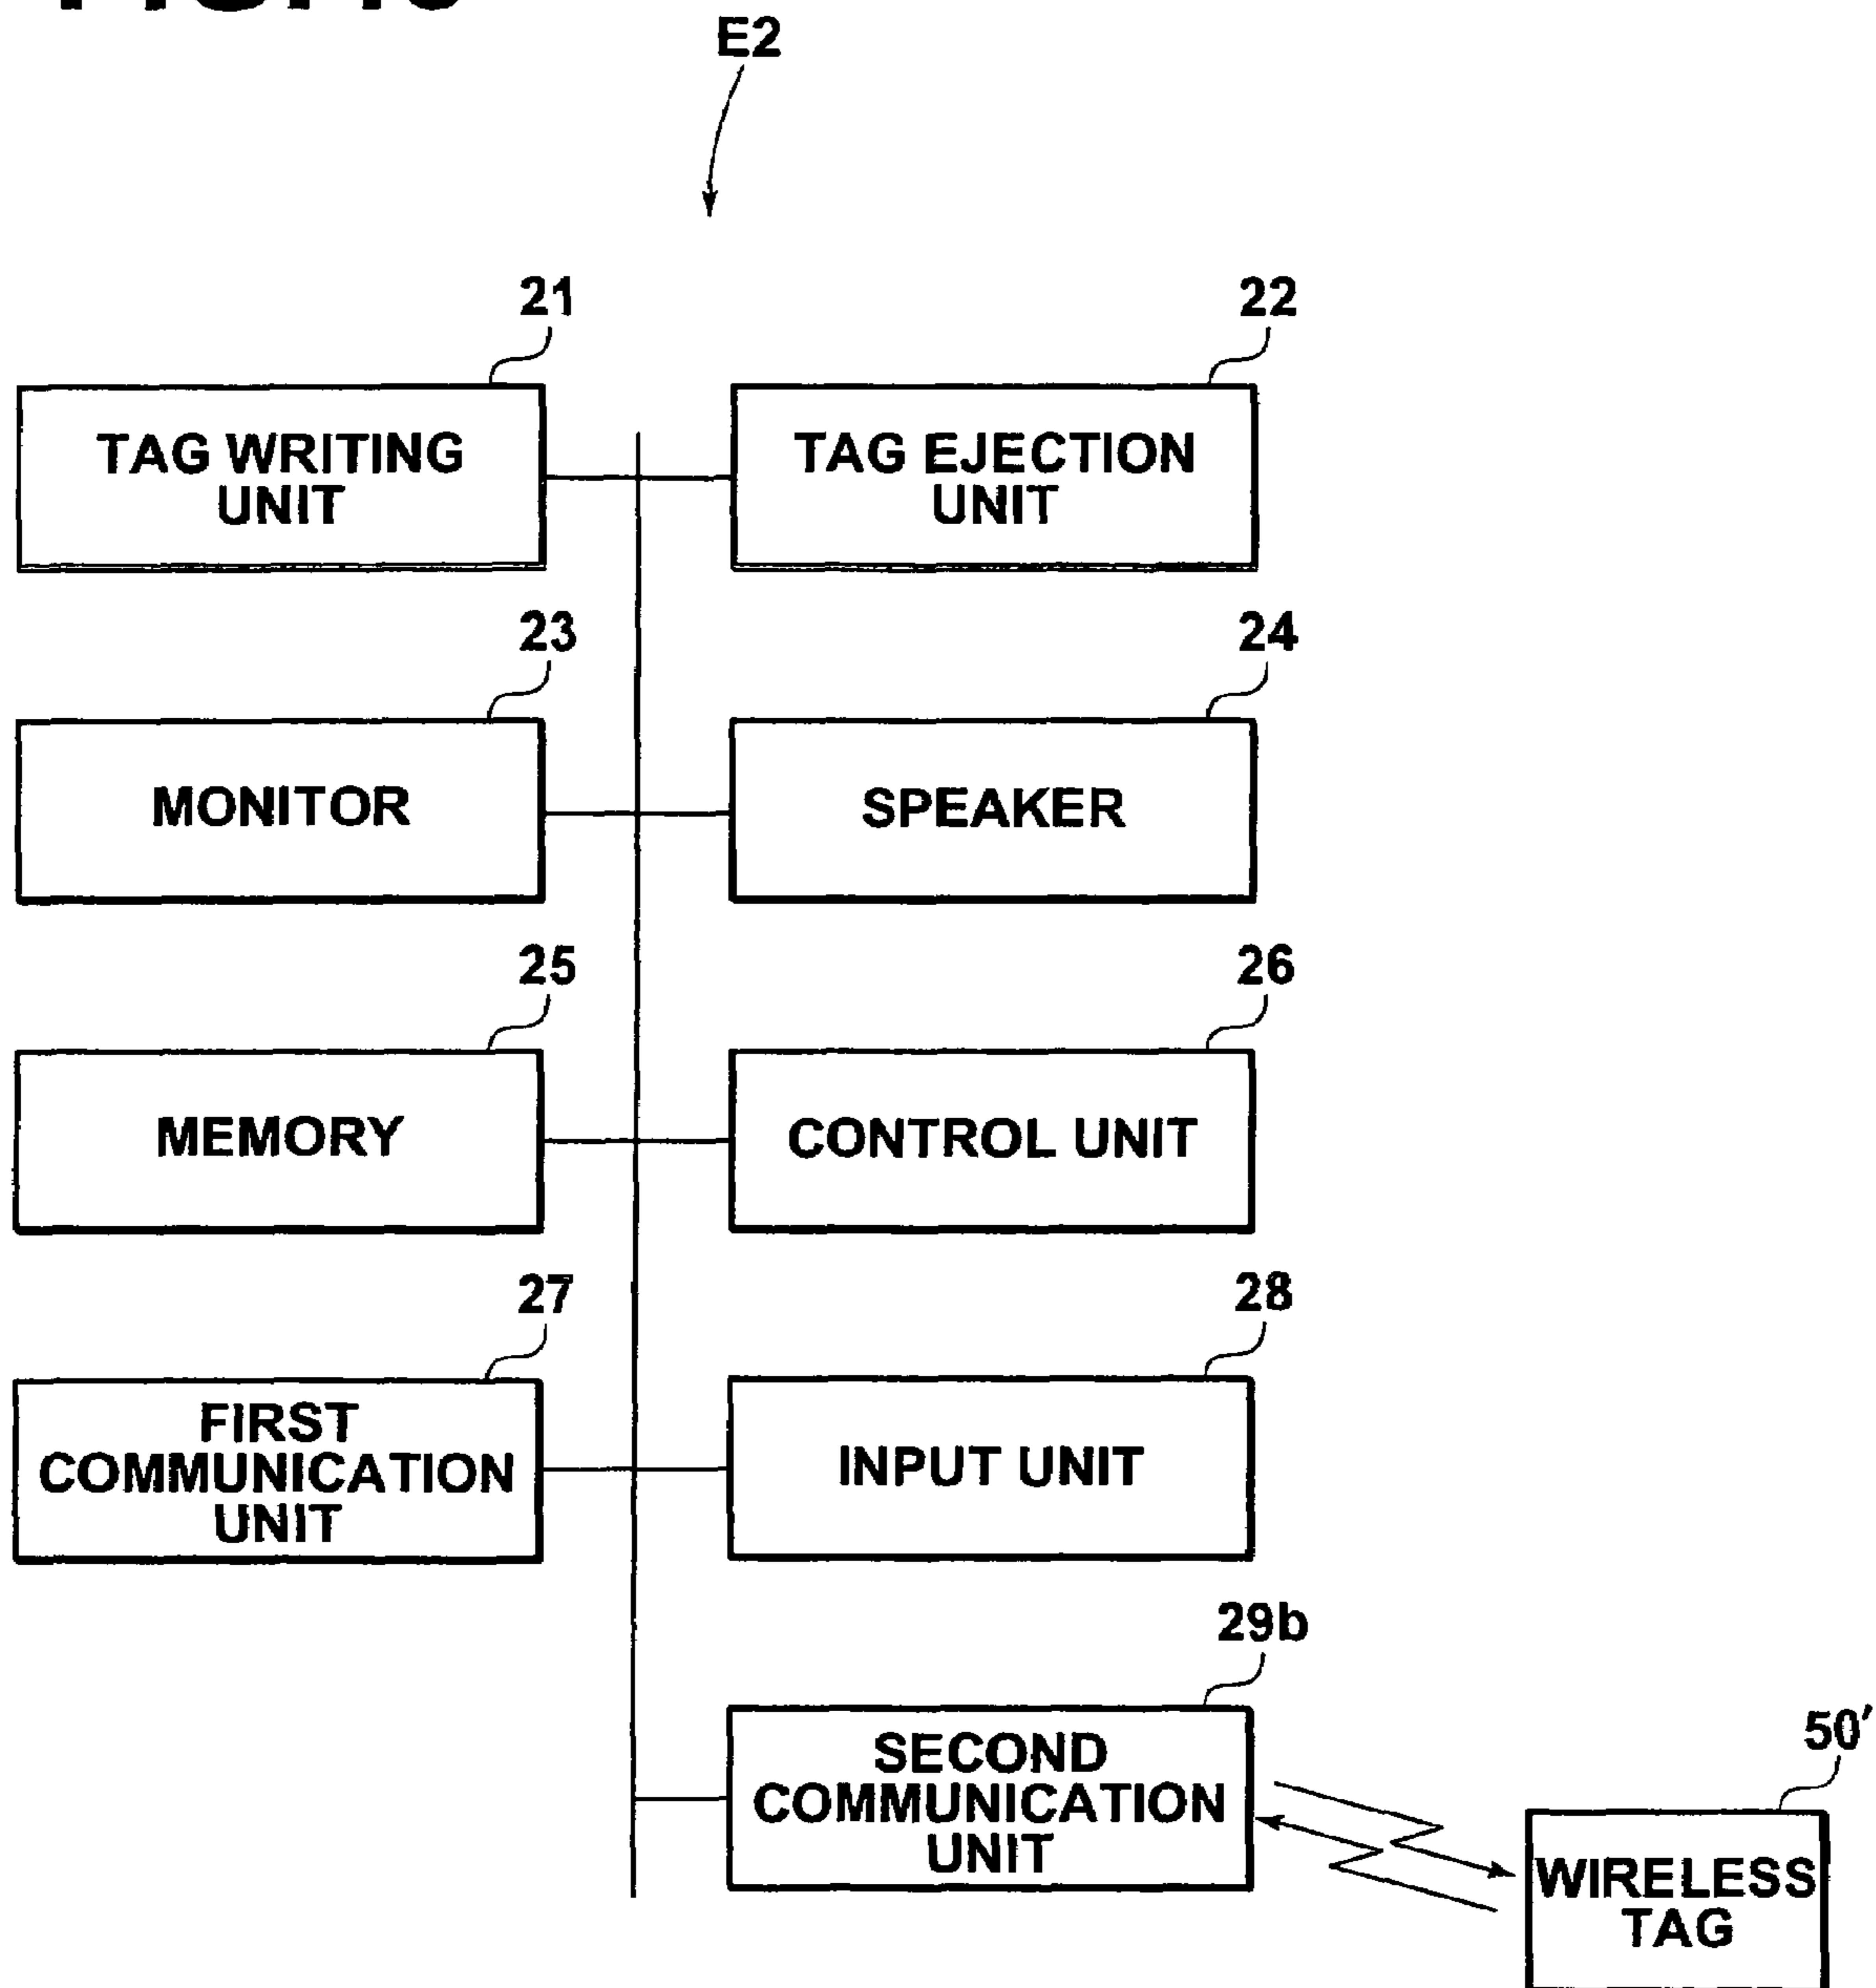 E2
21
22
TAG WRITING
UNIT
TAG EJECTION
UNIT
23
24
MONITOR
SPEAKER
25
26
MEMORY
CONTROL UNIT
27
28
FIRST
COMMUNICATION
UNIT
INPUT UNIT
29b
SECOND
COMMUNICATION
UNIT
50'
WIRELESS
TAG